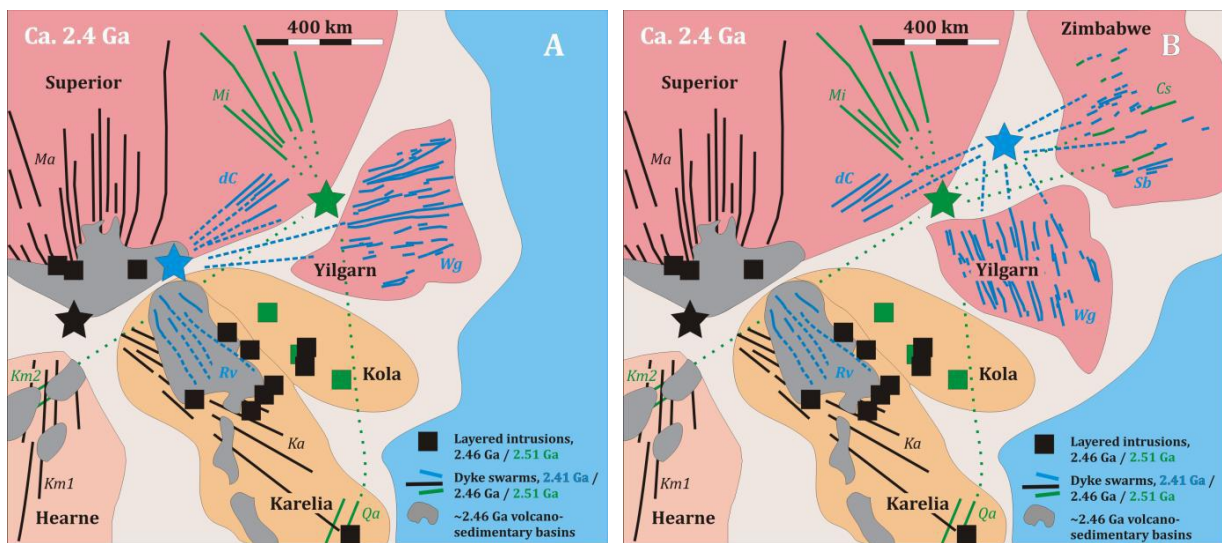 Ca. 2.4 Ga
400 km
A
Superior
Mi
Ma
dC
Yilgarn
Wg
Km2
Rv
Kola
Ka
Km1
Karelia
Hearne
Qa
Layered intrusions,
2.46 Ga / 2.51 Ga
Dyke swarms, 2.41 Ga /
2.46 Ga / 2.51 Ga
~2.46 Ga volcano-
sedimentary basins
Ca. 2.4 Ga
400 km
Zimbabwe
B
Superior
Mi
Cs
Ma
dC
Sb
Yilgarn
Wg
Km2
Rv
Kola
Ka
Km1
Karelia
Hearne
Qa
Layered intrusions,
2.46 Ga / 2.51 Ga
Dyke swarms, 2.41 Ga /
2.46 Ga / 2.51 Ga
~2.46 Ga volcano-
sedimentary basins